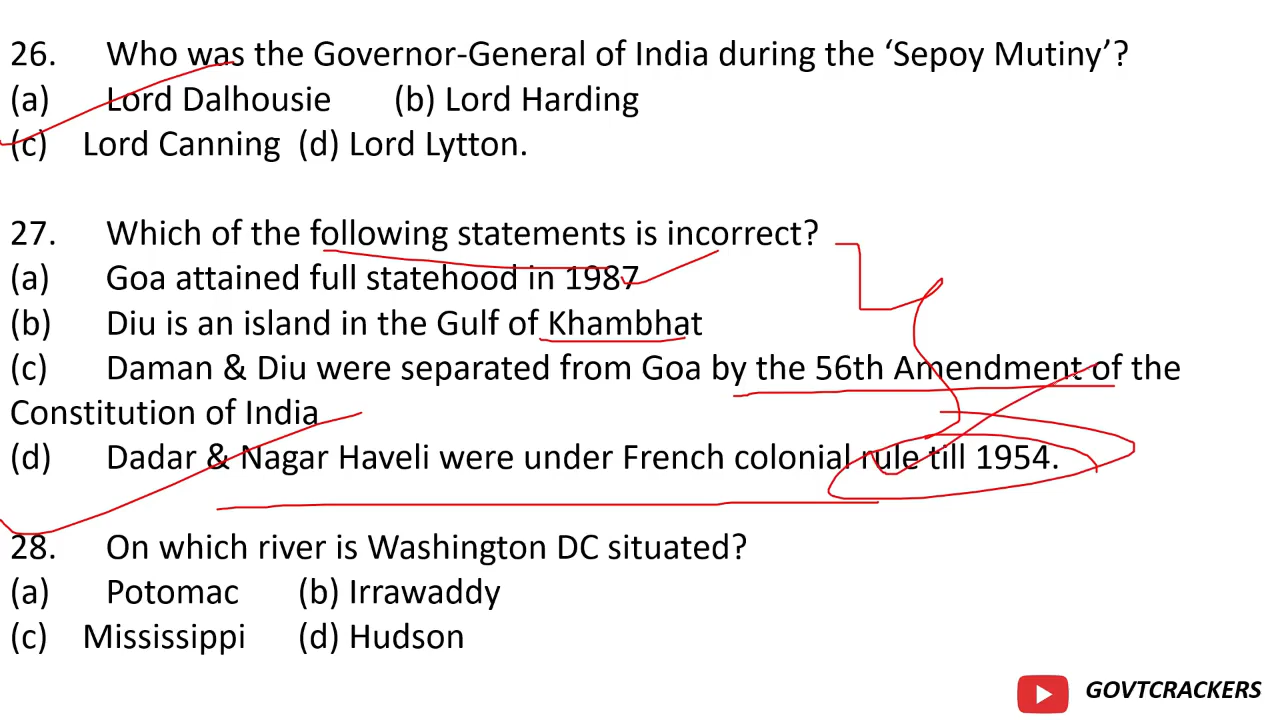 26. Who was the Governor-General of India during the ‘Sepoy Mutiny’?
(a) Lord Dalhousie (b) Lord Harding
(c) Lord Canning (d) Lord Lytton.
27. Which of the following statements is incorrect?
(a) Goa attained full statehood in 1987
(b) Diu is an island in the Gulf of Khambhat
(c) Daman & Diu were separated from Goa by the 56th Amendment of the
Constitution of India
(d) Dadar & Nagar Haveli were under French colonial rule till 1954.
28. On which river is Washington DC situated?
(a) Potomac (b) Irrawaddy
(c) Mississippi (d) Hudson
GOVTCRACKERS